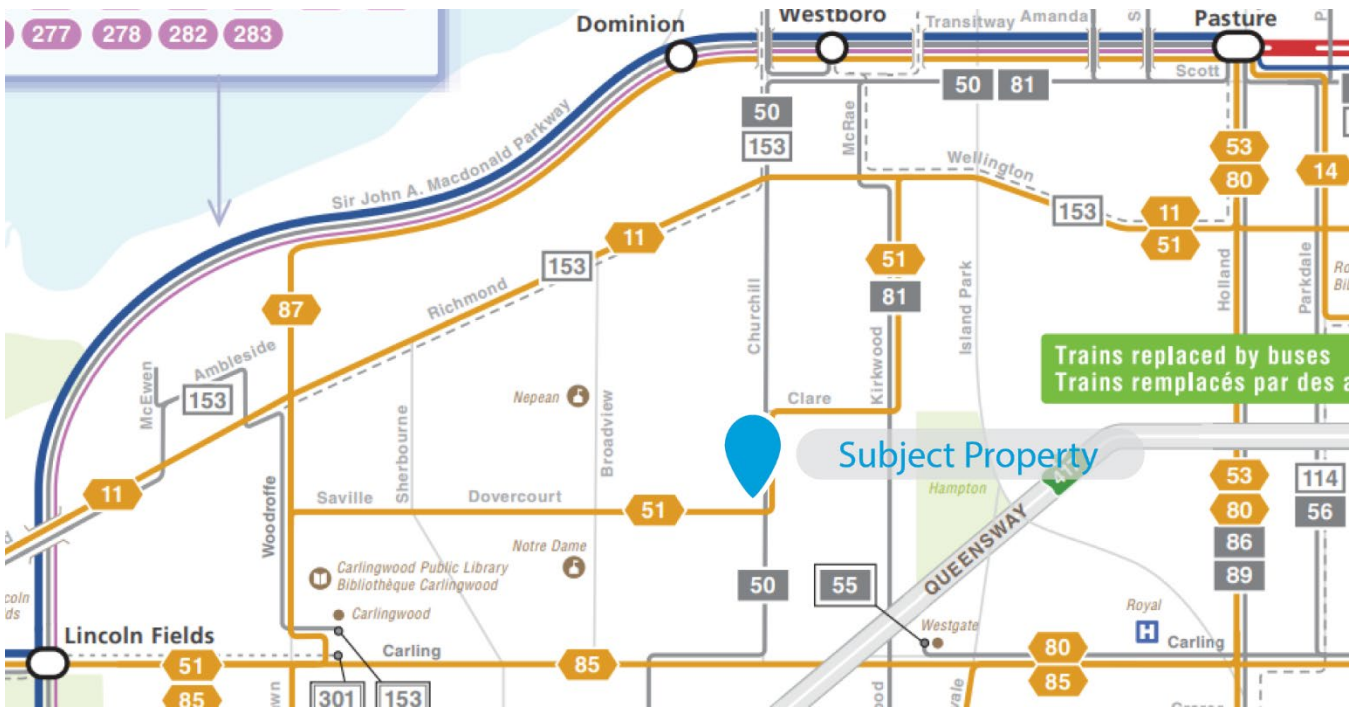 277 278 282 283
Dominion
Westboro
Transitway
Amanda
Pasture
Scott
50 81
50
153
McRae
53
80
14
Wellington
Sir John A. Macdonald Parkway
153
11
51
11
153
51
81
87
Richmond
Churchill
Kirkwood
Island Park
Holland
Parkdale
Trains replaced by buses
Trains remplacés par des a
McEwen
Ambleside
153
Nepean
Broadview
Sherbourne
Clare
Subject Property
417
Hampton
11
Woodroffe
Saville
Dovercourt
51
53
80
86
89
114
56
QUEENSWAY
Carlingwood Public Library
Bibliothèque Carlingwood
Carlingwood
Notre Dame
50
55
Westgate
Royal
H
Carling
Lincoln Fields
51
85
Carling
85
80
85
301
153